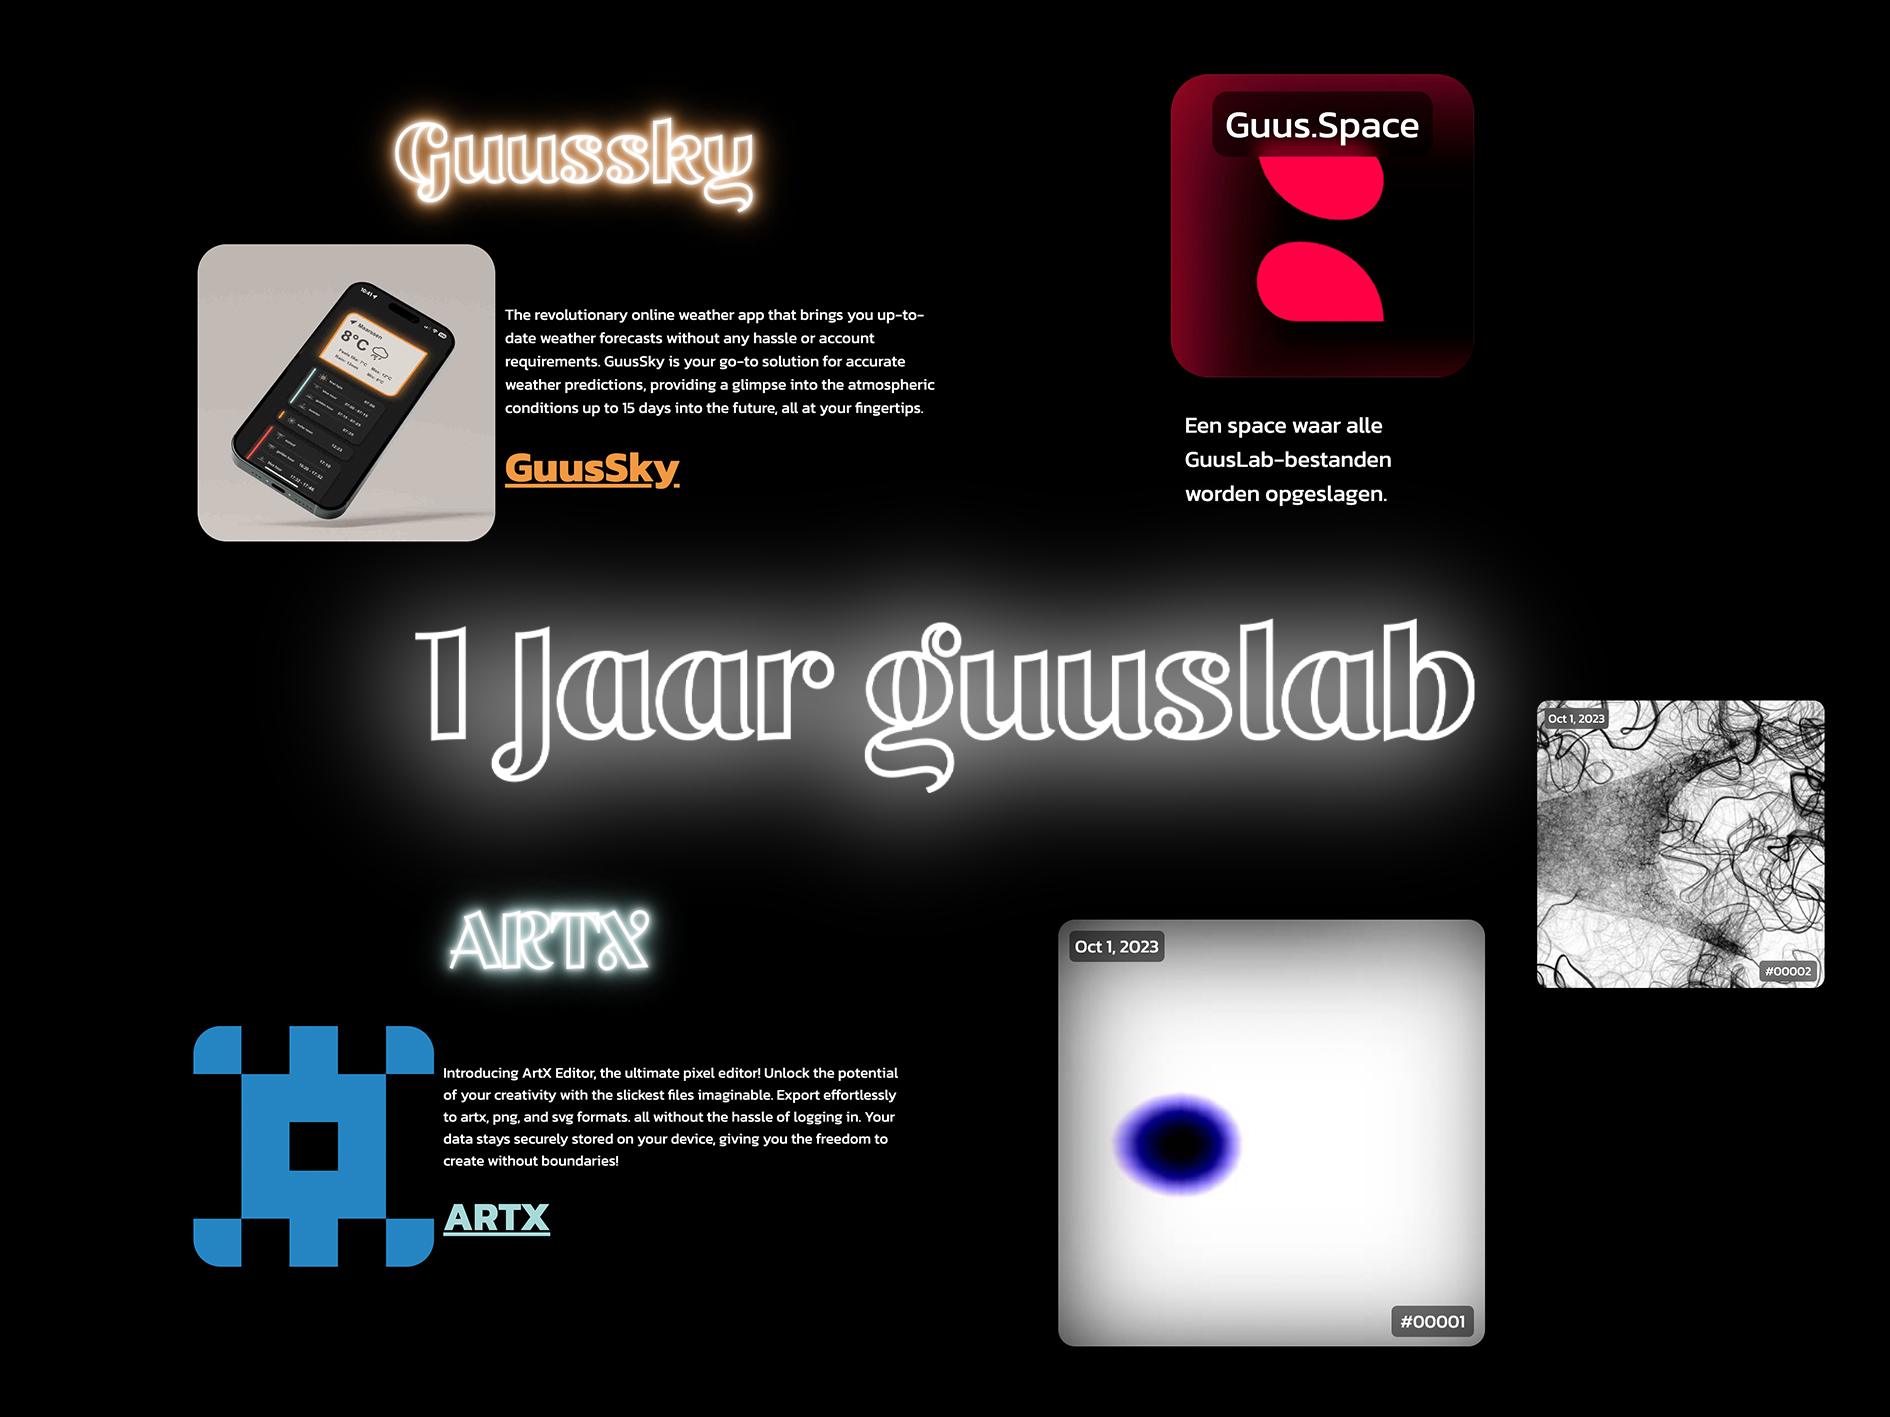 Guussky
10:41
Maarssen
8°C
The revolutionary online weather app that brings you up-to-
date weather forecasts without any hassle or account
requirements. GuusSky is your go-to solution for accurate
weather predictions, providing a glimpse into the atmospheric
conditions up to 15 days into the future, all at your fingertips.
GuusSky
Guus.Space
Een space waar alle
GuusLab-bestanden
worden opgeslagen.
1 Jaar guuslab
Oct 1, 2023
#00002
ARTX
Introducing ArtX Editor, the ultimate pixel editor! Unlock the potential
of your creativity with the slickest files imaginable. Export effortlessly
to artx, png, and svg formats. all without the hassle of logging in. Your
data stays securely stored on your device, giving you the freedom to
create without boundaries!
ARTX
Oct 1, 2023
#00001